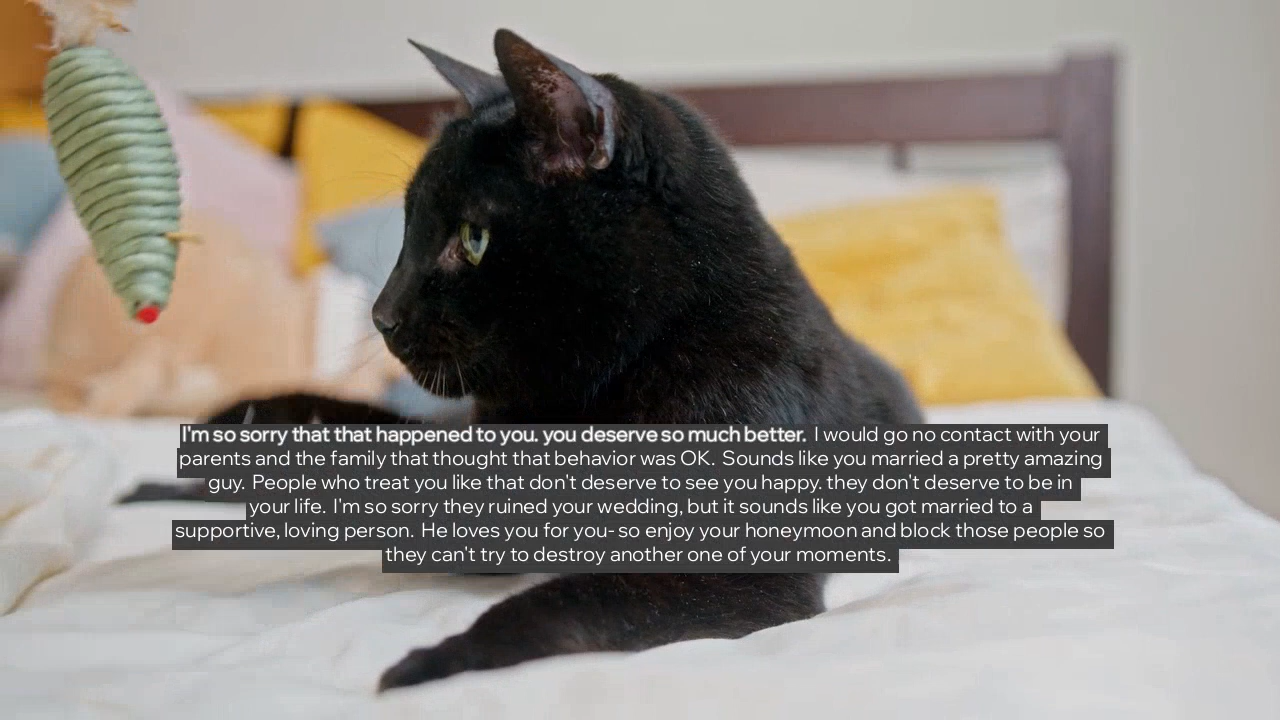 I'm so sorry that that happened to you. you deserve so much better. I would go no contact with your
parents and the family that thought that behavior was OK. Sounds like you married a pretty amazing
guy. People who treat you like that don't deserve to see you happy. they don't deserve to be in
your life. I'm so sorry they ruined your wedding, but it sounds like you got married to a
supportive, loving person. He loves you for you- so enjoy your honeymoon and block those people so
they can't try to destroy another one of your moments.